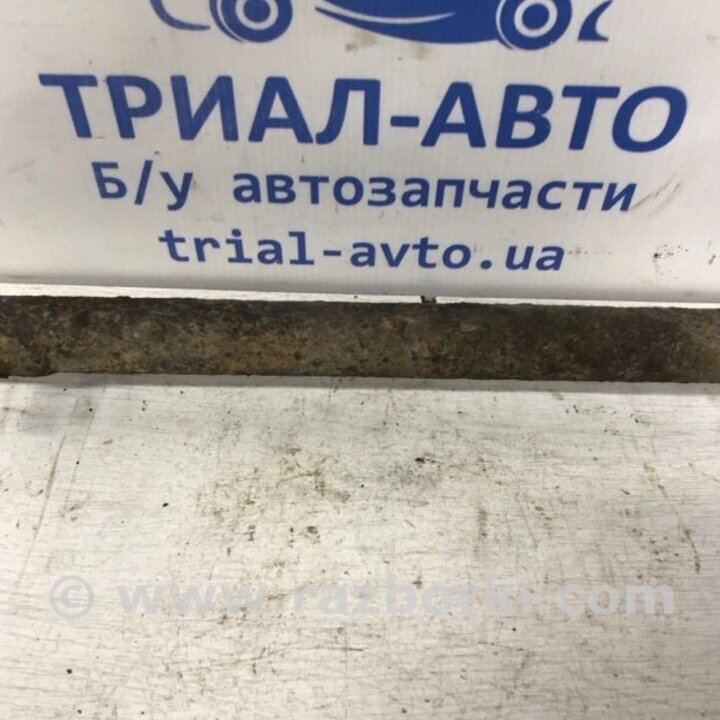 ТРИАЛ-АВТО
Б/у автозапчасти
trial-avto.ua
© www.razborki.com